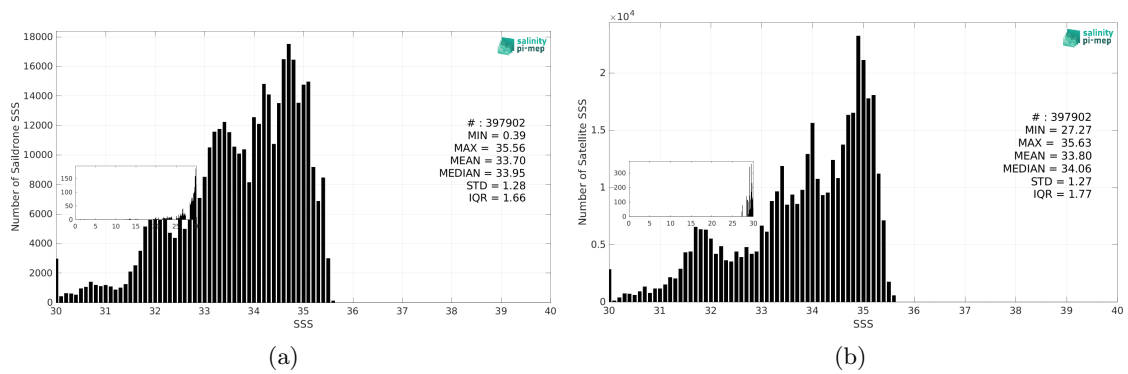 18000
16000
14000
12000
10000
8000
6000
4000
2000
0
Number of Saildrone SSS
salinity
pi-mep
# : 397902
MIN = 0.39
MAX = 35.56
MEAN = 33.70
MEDIAN = 33.95
STD = 1.28
IQR = 1.66
150
100
50
0
0 5 10 15 20 25 30
30 31 32 33 34 35 36 37 38 39 40
SSS
(a)
×10⁴
2
1.5
1
0.5
0
Number of Satellite SSS
salinity
pi-mep
# : 397902
MIN = 27.27
MAX = 35.63
MEAN = 33.80
MEDIAN = 34.06
STD = 1.27
IQR = 1.77
300
200
100
0
0 5 10 15 20 25 30
30 31 32 33 34 35 36 37 38 39 40
SSS
(b)